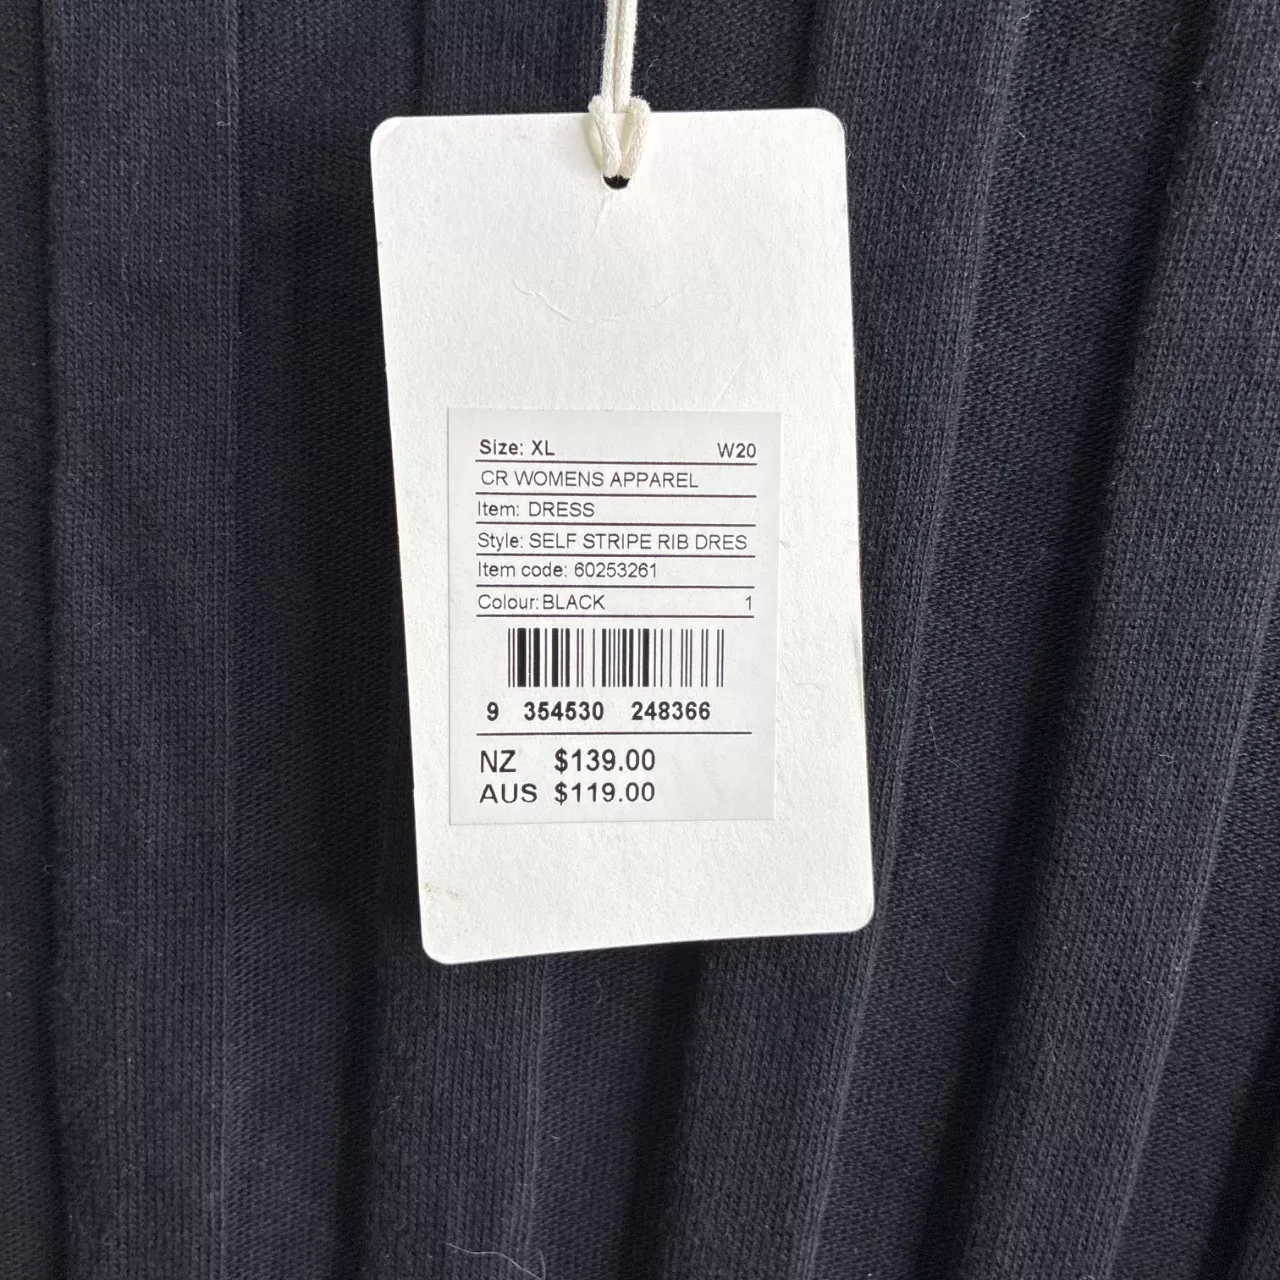 Size: XL W20
CR WOMENS APPAREL
Item: DRESS
Style: SELF STRIPE RIB DRES
Item code: 60253261
Colour: BLACK 1
9 354530 248366
NZ $139.00
AUS $119.00